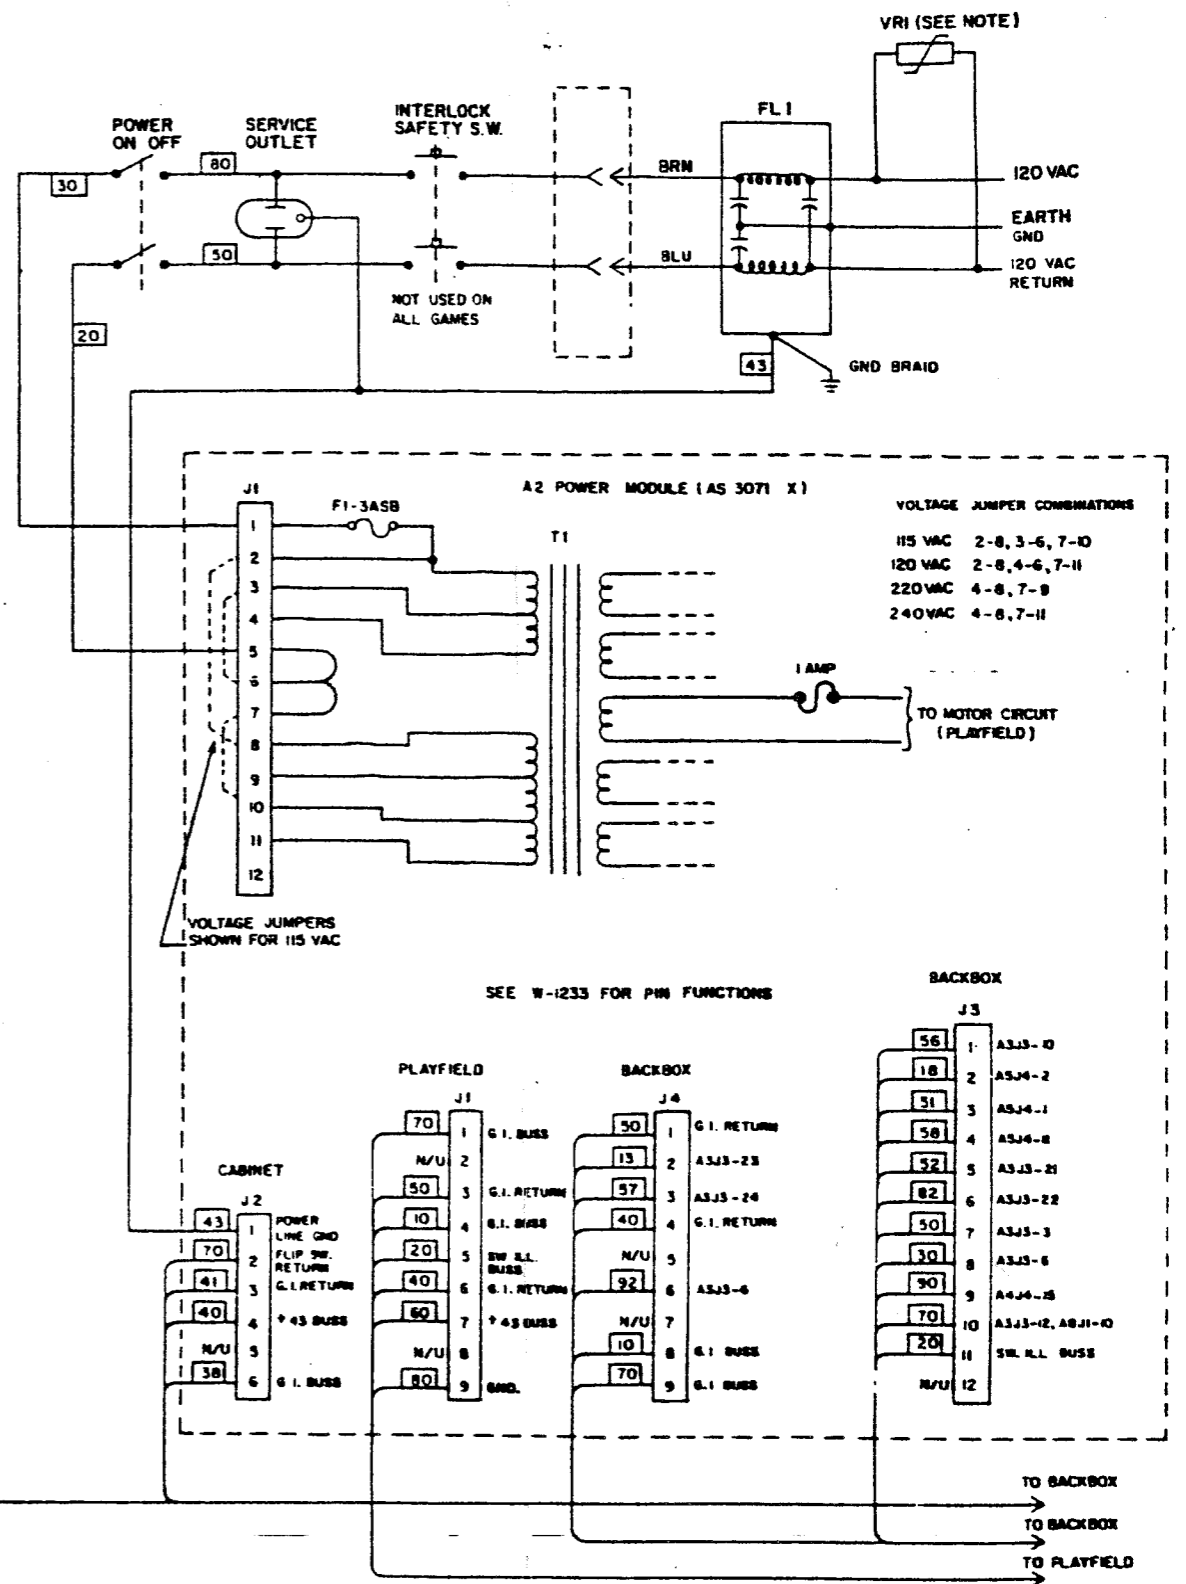 VR1 (SEE NOTE)
FL1
INTERLOCK
SAFETY S.W.
POWER
ON OFF
SERVICE
OUTLET
80
30
BRN
120 VAC
EARTH
GND
50
BLU
120 VAC
RETURN
NOT USED ON
ALL GAMES
20
43
GND BRAID
A2 POWER MODULE (AS 3071 X)
J1
F1-3ASB
T1
VOLTAGE JUMPER COMBINATIONS
115 VAC 2-8, 3-6, 7-10
120 VAC 2-8, 4-6, 7-11
220 VAC 4-8, 7-9
240 VAC 4-8, 7-11
1
2
3
4
5
6
7
8
9
10
11
12
1 AMP
TO MOTOR CIRCUIT
(PLAYFIELD)
VOLTAGE JUMPERS
SHOWN FOR 115 VAC
SEE W-1233 FOR PIN FUNCTIONS
CABINET
J2
43 1 POWER
LINE GND
70 2 FLIP SW.
RETURN
41 3 G.I. RETURN
40 4 + 43 BUSS
N/U 5
38 6 G I. BUSS
PLAYFIELD
J1
70 1 G I. BUSS
N/U 2
50 3 G.I. RETURN
10 4 G.I. BUSS
20 5 SW ILL.
BUSS
40 6 G.I. RETURN
60 7 + 43 BUSS
N/U 8
80 9 GND.
BACKBOX
J4
50 1 G I. RETURN
13 2 A3J3-23
57 3 A3J3-24
40 4 G.I. RETURN
N/U 5
92 6 A3J3-6
N/U 7
10 8 G.I BUSS
70 9 G.I BUSS
BACKBOX
J3
56 1 A3J3-10
18 2 A5J4-2
51 3 A5J4-1
58 4 A5J4-8
52 5 A3J3-21
82 6 A3J3-22
50 7 A3J3-3
30 8 A3J3-6
90 9 A4J4-15
70 10 A3J3-12, A8J1-10
20 11 SW. ILL BUSS
N/U 12
TO BACKBOX
TO BACKBOX
TO PLAYFIELD